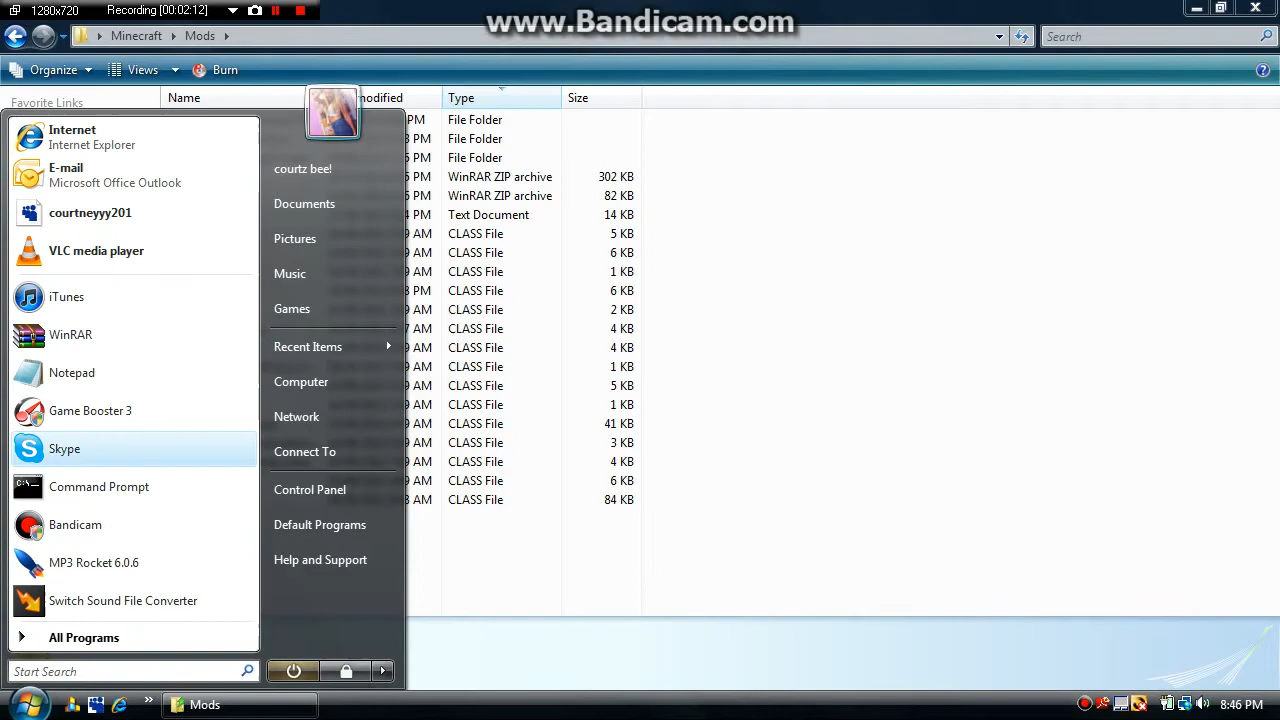 1280x720 Recording [00:02:12]
www.Bandicam.com
Minecraft Mods Search
Organize Views Burn
Favorite Links Name modified Type Size
PM File Folder
PM File Folder
PM File Folder
PM WinRAR ZIP archive 302 KB
PM WinRAR ZIP archive 82 KB
PM Text Document 14 KB
AM CLASS File 5 KB
AM CLASS File 6 KB
AM CLASS File 1 KB
PM CLASS File 6 KB
AM CLASS File 2 KB
AM CLASS File 4 KB
AM CLASS File 4 KB
AM CLASS File 1 KB
AM CLASS File 5 KB
AM CLASS File 1 KB
AM CLASS File 41 KB
AM CLASS File 3 KB
AM CLASS File 4 KB
AM CLASS File 6 KB
AM CLASS File 84 KB
Internet
Internet Explorer
E-mail
Microsoft Office Outlook
courtneyyy201
VLC media player
iTunes
WinRAR
Notepad
Game Booster 3
Skype
Command Prompt
Bandicam
MP3 Rocket 6.0.6
Switch Sound File Converter
All Programs
Start Search
courtz bee!
Documents
Pictures
Music
Games
Recent Items
Computer
Network
Connect To
Control Panel
Default Programs
Help and Support
Mods
8:46 PM